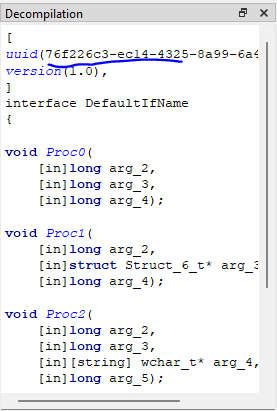 Decompilation
[
uuid(76f226c3-ec14-4325-8a99-6a4
version(1.0),
]
interface DefaultIfName
{
void Proc0(
[in]long arg_2,
[in]long arg_3,
[in]long arg_4);
void Proc1(
[in]long arg_2,
[in]struct Struct_6_t* arg_3
[in]long arg_4);
void Proc2(
[in]long arg_2,
[in]long arg_3,
[in][string] wchar_t* arg_4,
[in]long arg_5);